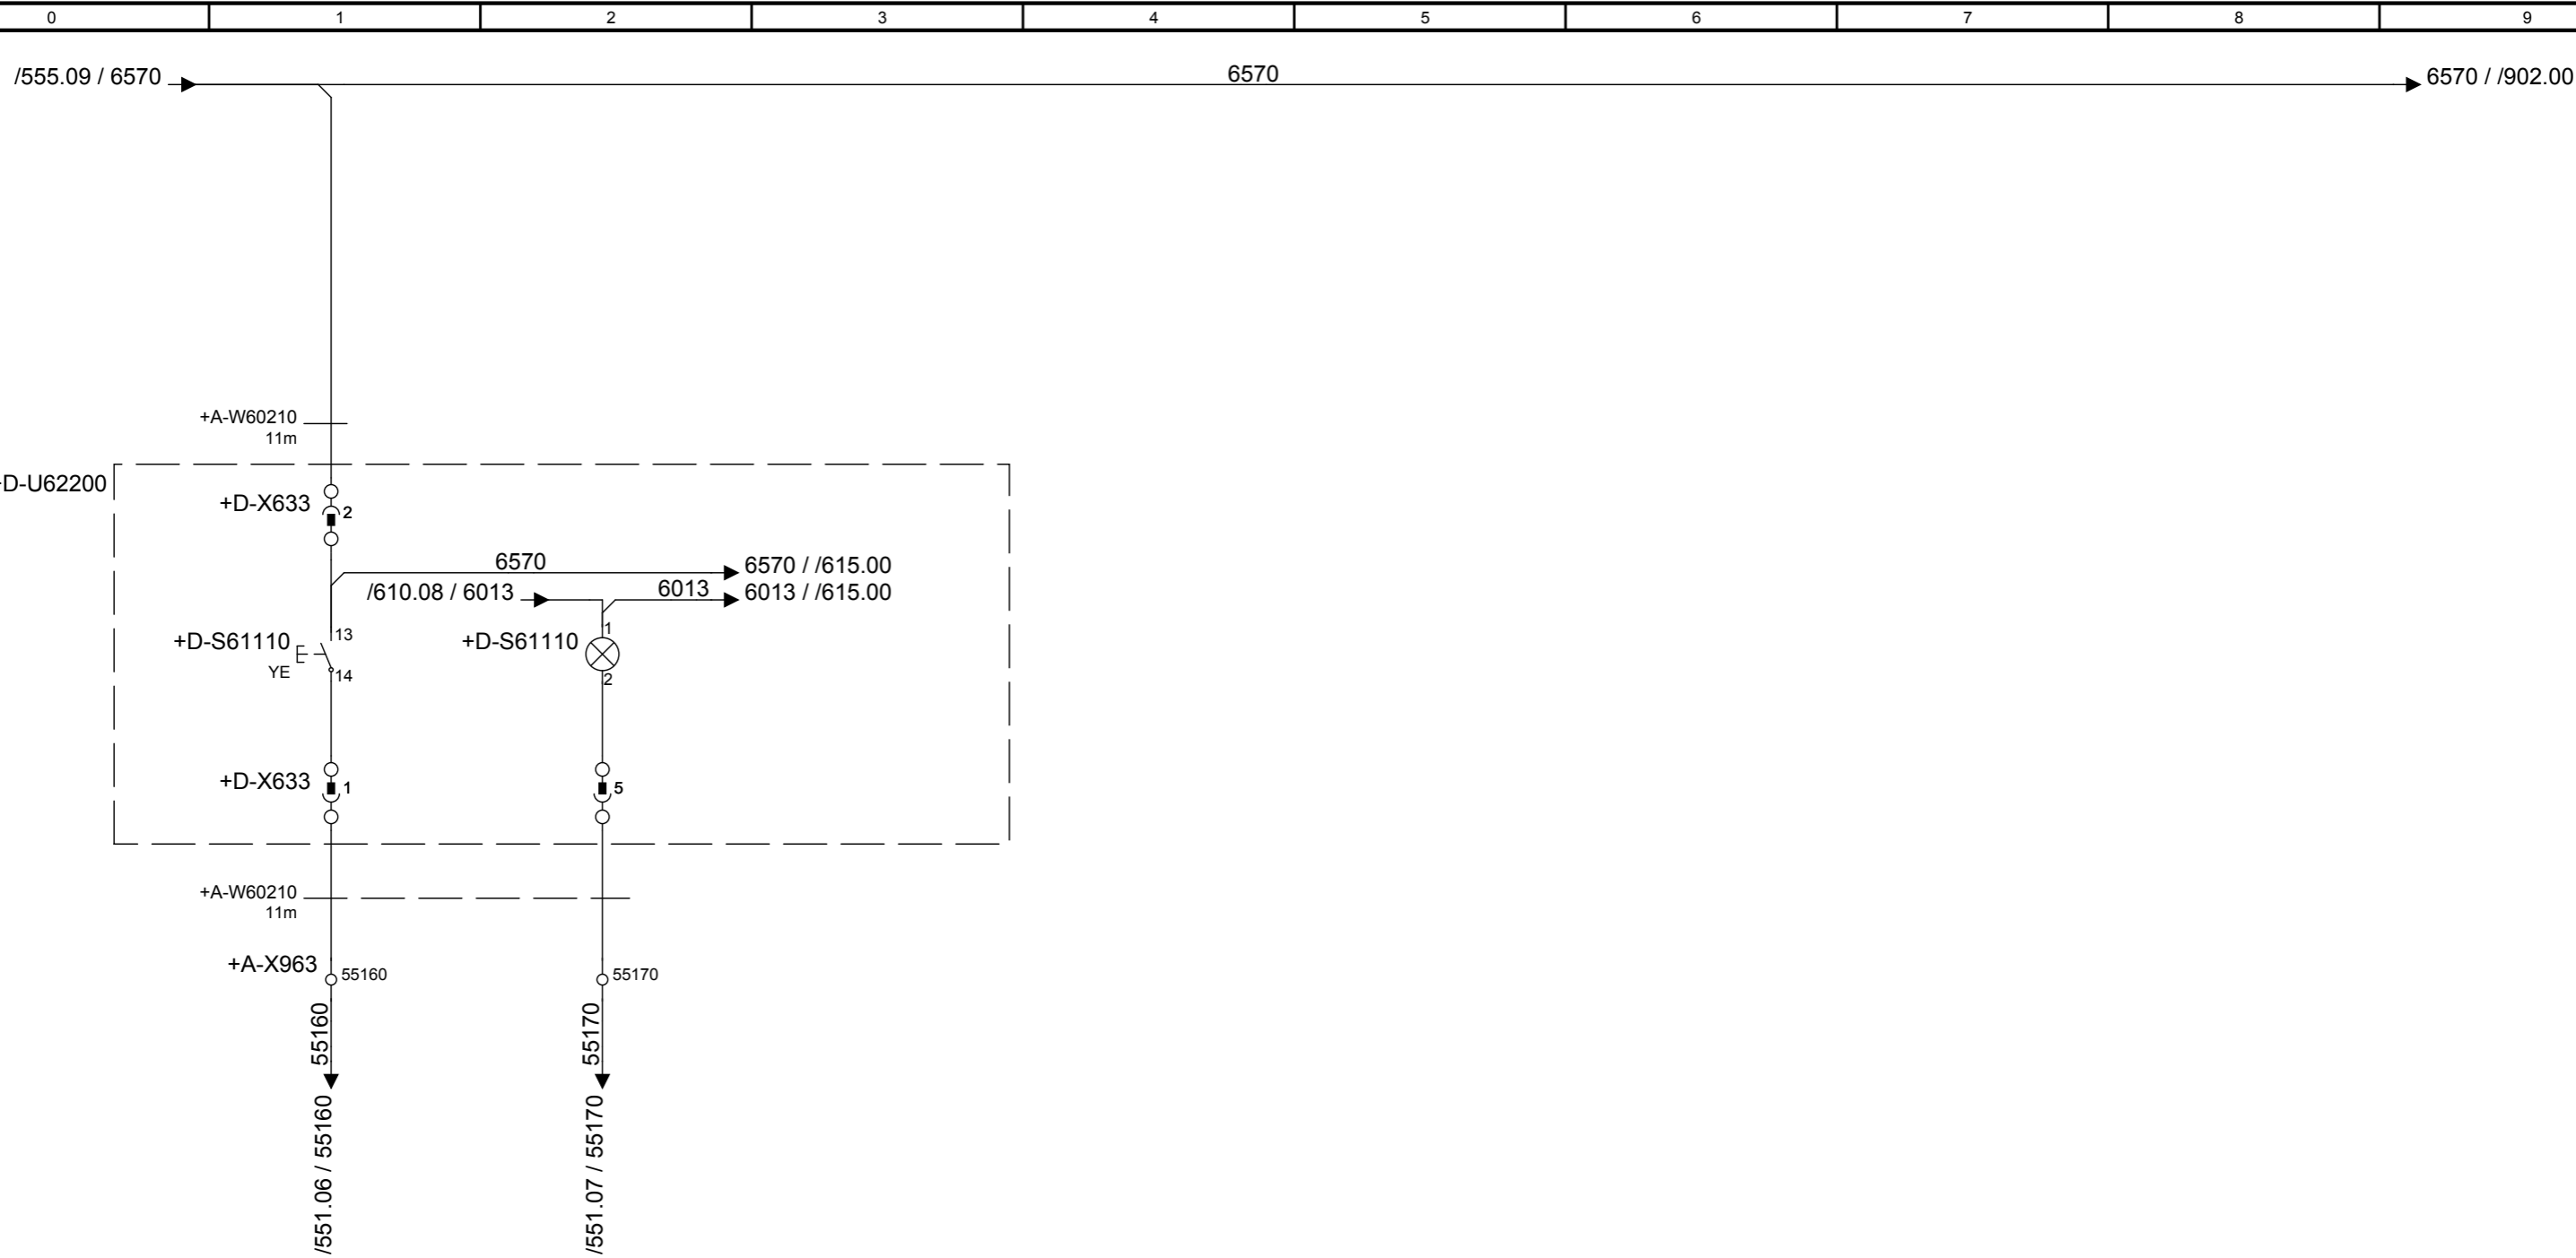 0 1 2 3 4 5 6 7 8 9
/555.09 / 6570 6570 6570 / /902.00
+A-W60210
11m
+D-U62200
+D-X633 2
6570 6570 / /615.00
/610.08 / 6013 6013 6013 / /615.00
+D-S61110 13 +D-S61110 1
YE 14 2
+D-X633 1 5
+A-W60210
11m
+A-X963 55160 55170
55160 55170
/551.06 / 55160 /551.07 / 55170